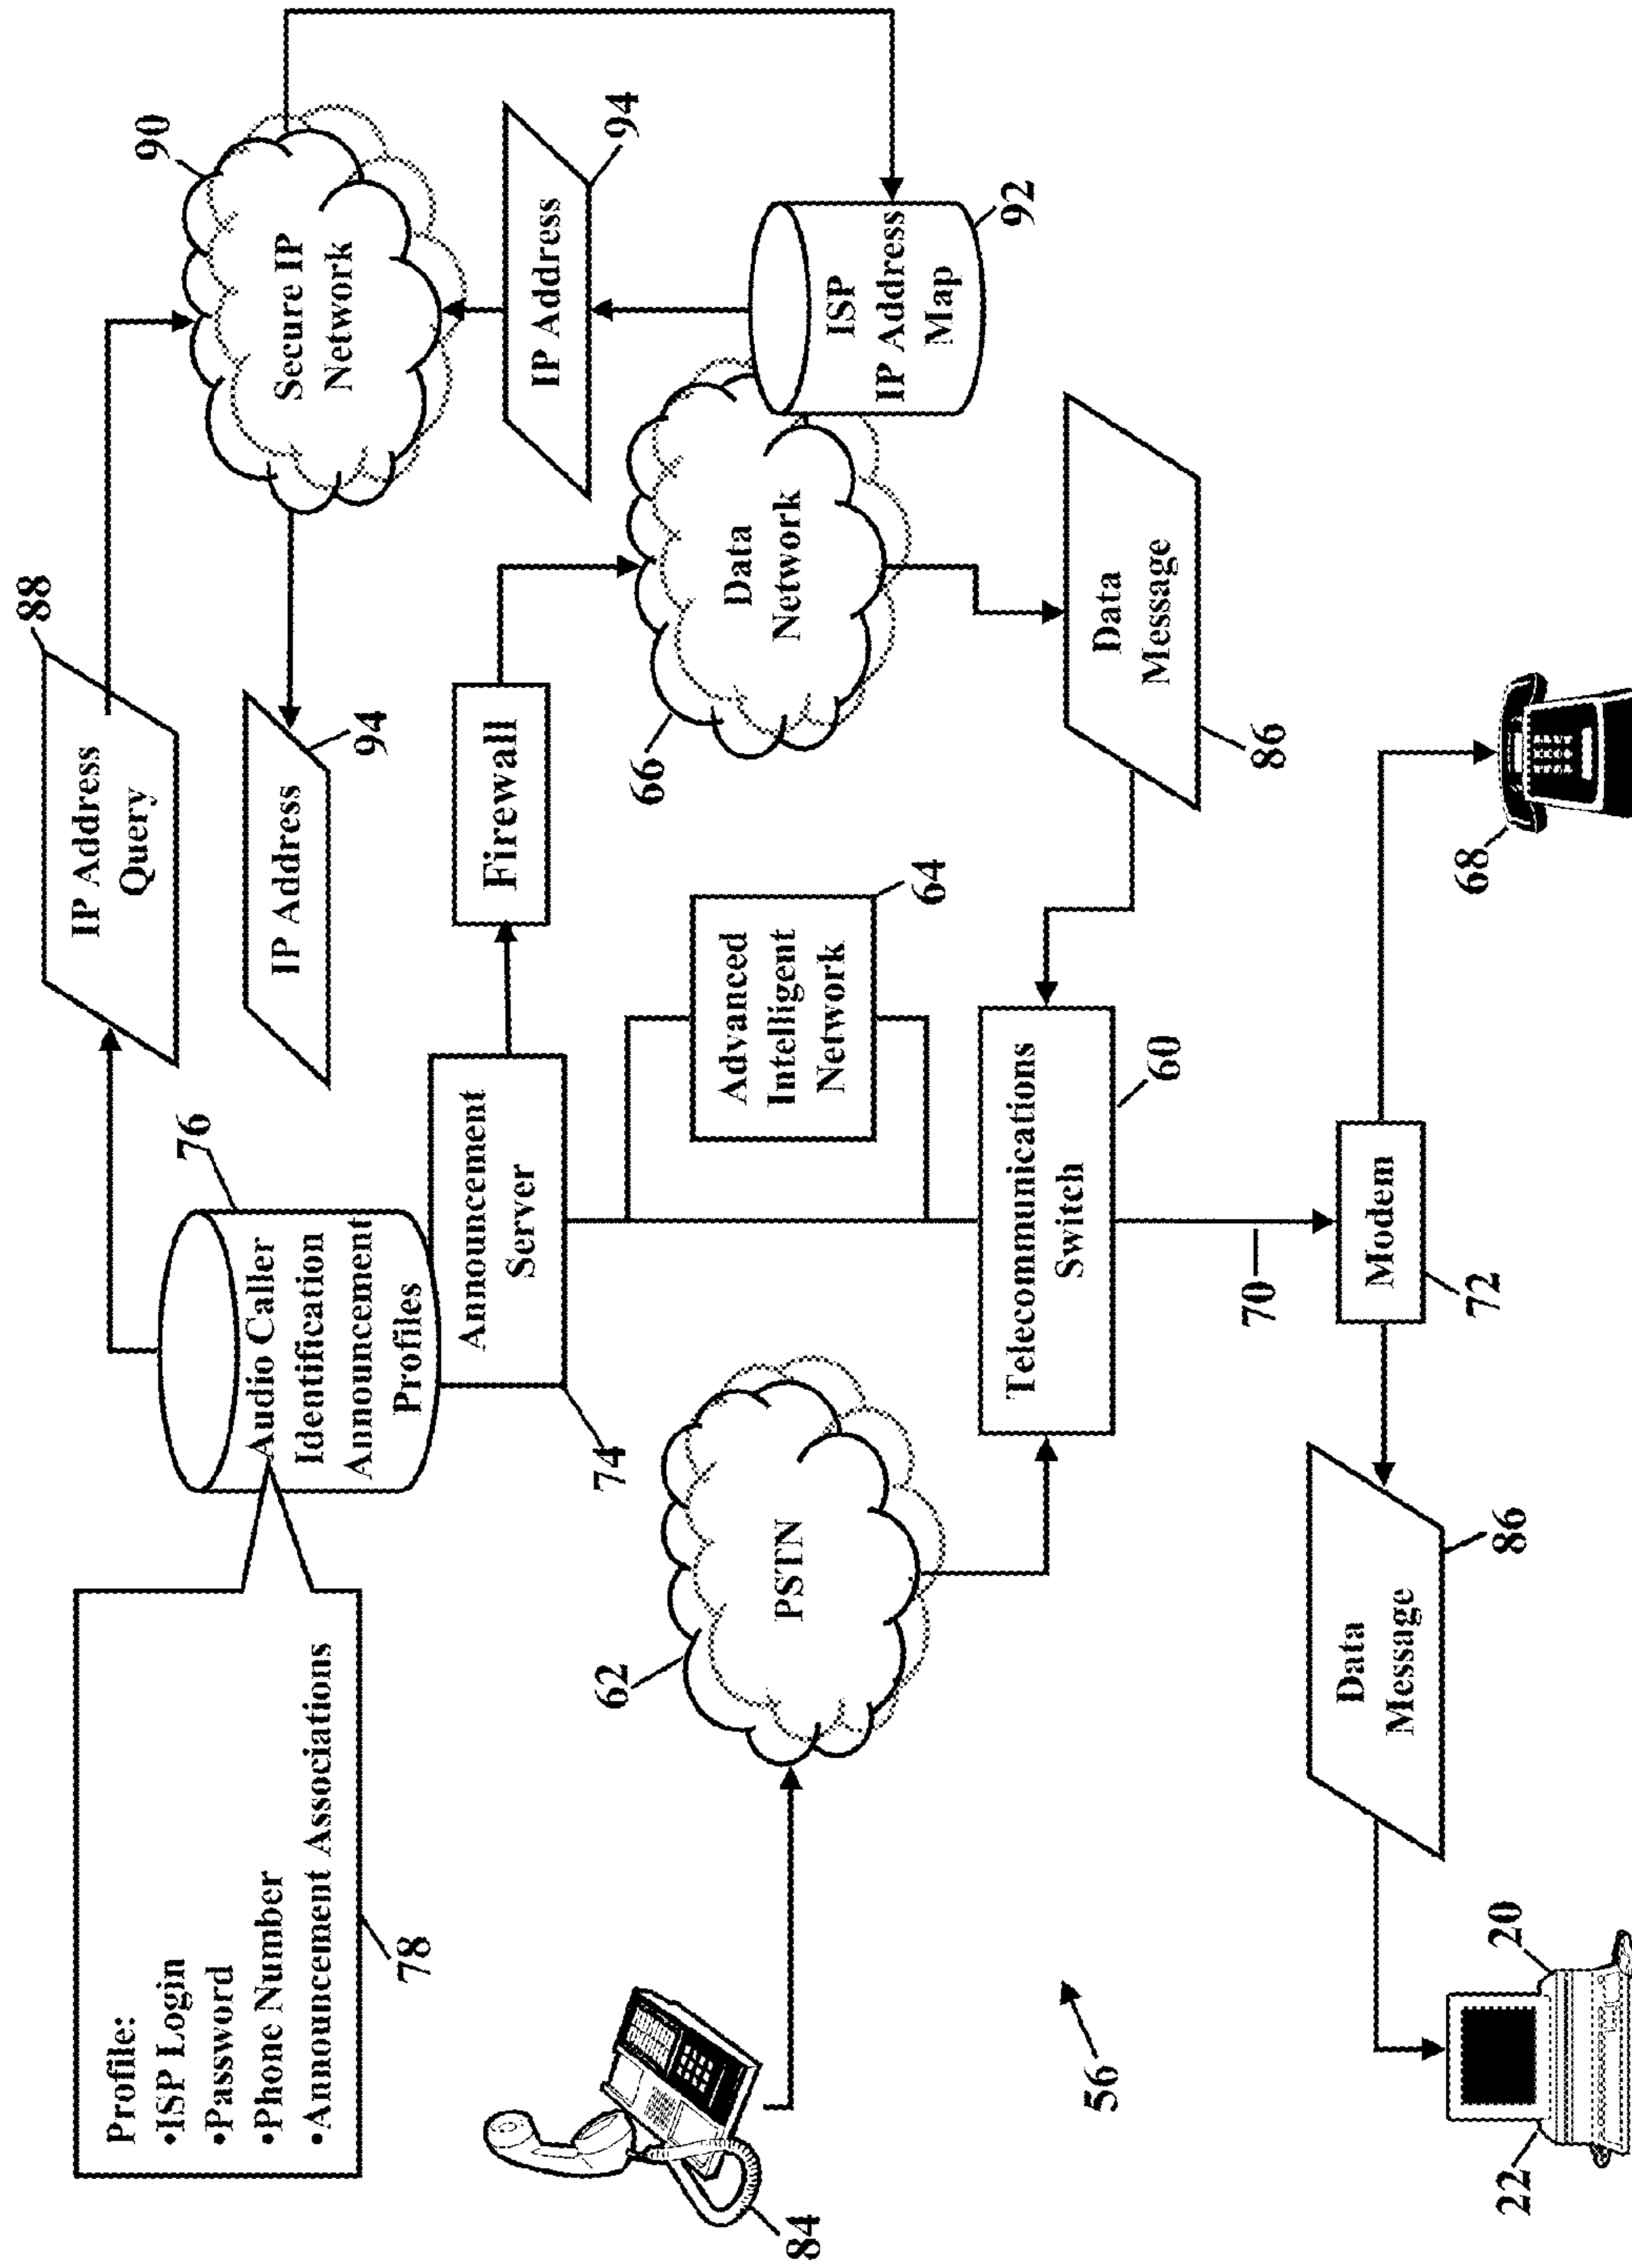 Profile:
•ISP Login
•Password
•Phone Number
•Announcement Associations
78
Audio Caller
Identification
Announcement
Profiles
76
IP Address
Query
88
IP Address
94
Secure IP
Network
90
IP Address
94
Announcement
Server
74
Firewall
Data
Network
66
ISP
IP Address
Map
92
84
PSTN
62
Advanced
Intelligent
Network
64
Telecommunications
Switch
60
Data
Message
86
56
70
Modem
72
68
Data
Message
86
22
20